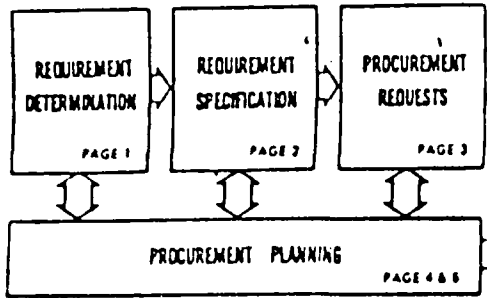 REQUIREMENT
DETERMINATION
PAGE 1
REQUIREMENT
SPECIFICATION
PAGE 2
PROCUREMENT
REQUESTS
PAGE 3
PROCUREMENT PLANNING
PAGE 4 & 5